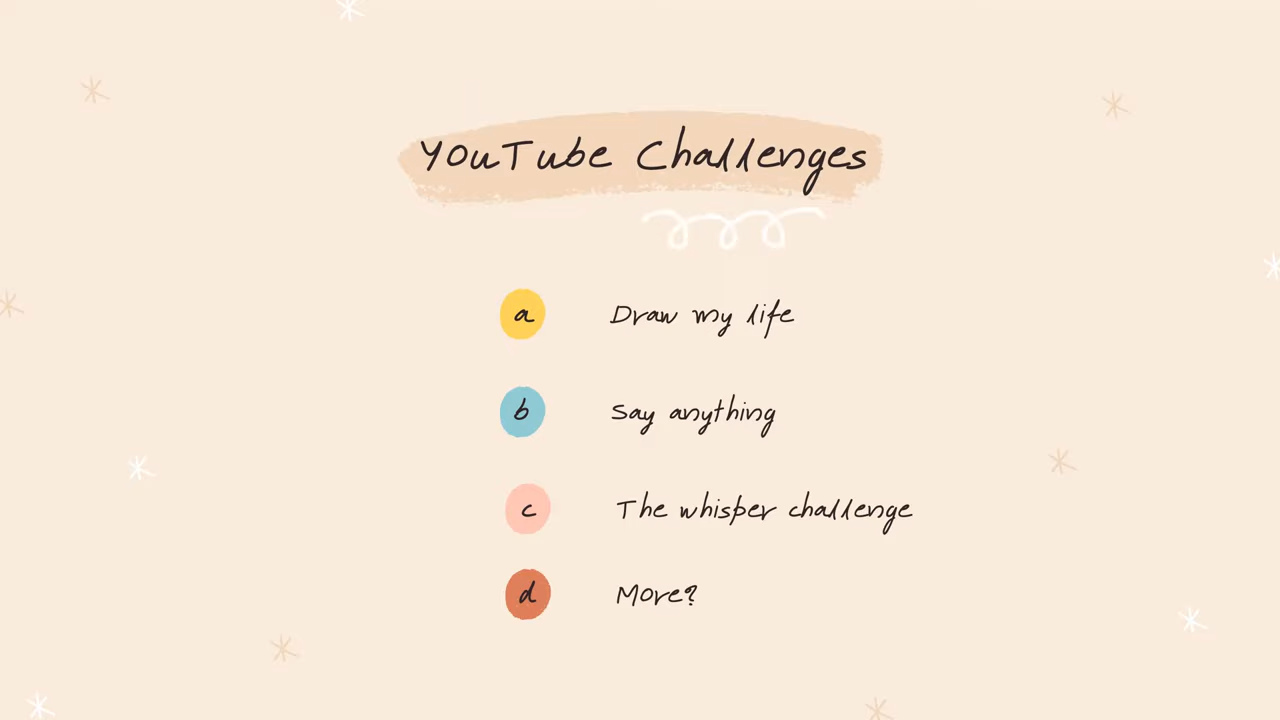 YouTube Challenges
a Draw my life
b Say anything
c The whisper challenge
d More?